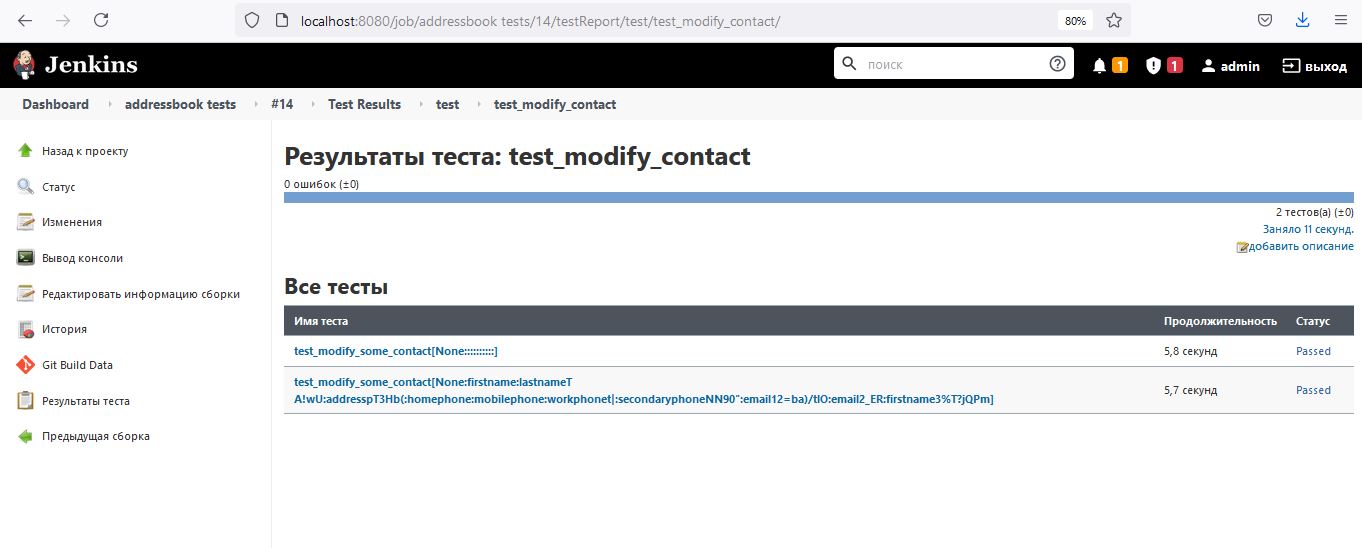 localhost:8080/job/addressbook tests/14/testReport/test/test_modify_contact/
80%
Jenkins
поиск
1
1
admin
выход
Dashboard
addressbook tests
#14
Test Results
test
test_modify_contact
Назад к проекту
Статус
Изменения
Вывод консоли
Редактировать информацию сборки
История
Git Build Data
Результаты теста
Предыдущая сборка
Результаты теста: test_modify_contact
0 ошибок (±0)
2 тестов(а) (±0)
Заняло 11 секунд.
добавить описание
Все тесты
Имя теста Продолжительность Статус
test_modify_some_contact[None::::::::::] 5,8 секунд Passed
test_modify_some_contact[None:firstname:lastnameT
A!wU:addresspT3Hb(:homephone:mobilephone:workphonet|:secondaryphoneNN90":email12=ba)/tlO:email2_ER:firstname3%T?jQPm] 5,7 секунд Passed